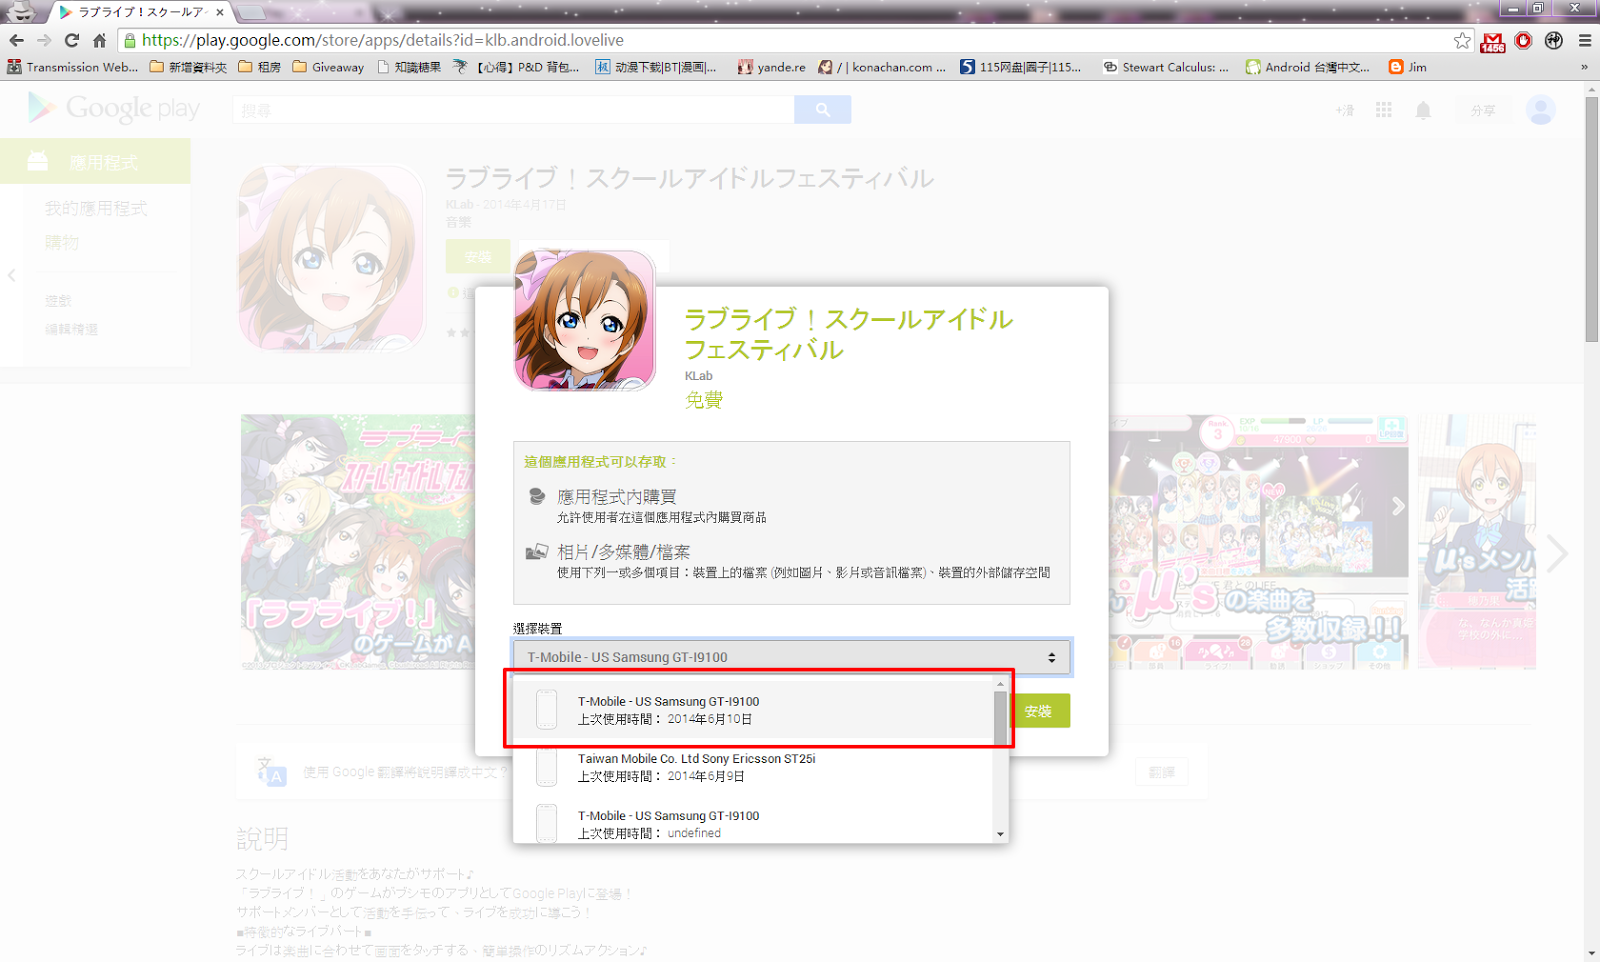 ラブライブ！スクールアイ
https://play.google.com/store/apps/details?id=klb.android.lovelive
1456
Transmission Web...
新增資料夾
租房
Giveaway
知識糖果
【心得】P&D 背包...
动漫下载|BT|漫画|...
yande.re
/ | konachan.com ...
115网盘|圈子|115...
Stewart Calculus: ...
Android 台灣中文...
Jim
»
Google play
搜尋
分享
應用程式
我的應用程式
購物
遊戲
編輯精選
ラブライブ！スクールアイドルフェスティバル
KLab - 2014年4月17日
音樂
安裝
ラブライブ！スクールアイドル
フェスティバル
KLab
免費
這個應用程式可以存取：
應用程式內購買
允許使用者在這個應用程式內購買商品
相片/多媒體/檔案
使用下列一或多個項目：裝置上的檔案 (例如圖片、影片或音訊檔案)、裝置的外部儲存空間
選擇裝置
T-Mobile - US Samsung GT-I9100
T-Mobile - US Samsung GT-I9100
上次使用時間： 2014年6月10日
安裝
Taiwan Mobile Co. Ltd Sony Ericsson ST25i
上次使用時間： 2014年6月9日
T-Mobile - US Samsung GT-I9100
上次使用時間： undefined
「ラブライブ！」
のゲームがA
Rank
3
EXP
LP
47900
μ'sの楽曲を
多数収録!!
μ'sメンバ
使用 Google 翻譯將說明譯成中文？
翻譯
說明
スクールアイドル活動をあなたがサポート♪
「ラブライブ！」のゲームがブシモのアプリとしてGoogle Playに登場！
サポートメンバーとして活動を手伝って、ライブを成功に導こう！
■特徴的なライブパート■
ライブは楽曲に合わせて画面をタッチする、簡単操作のリズムアクション♪